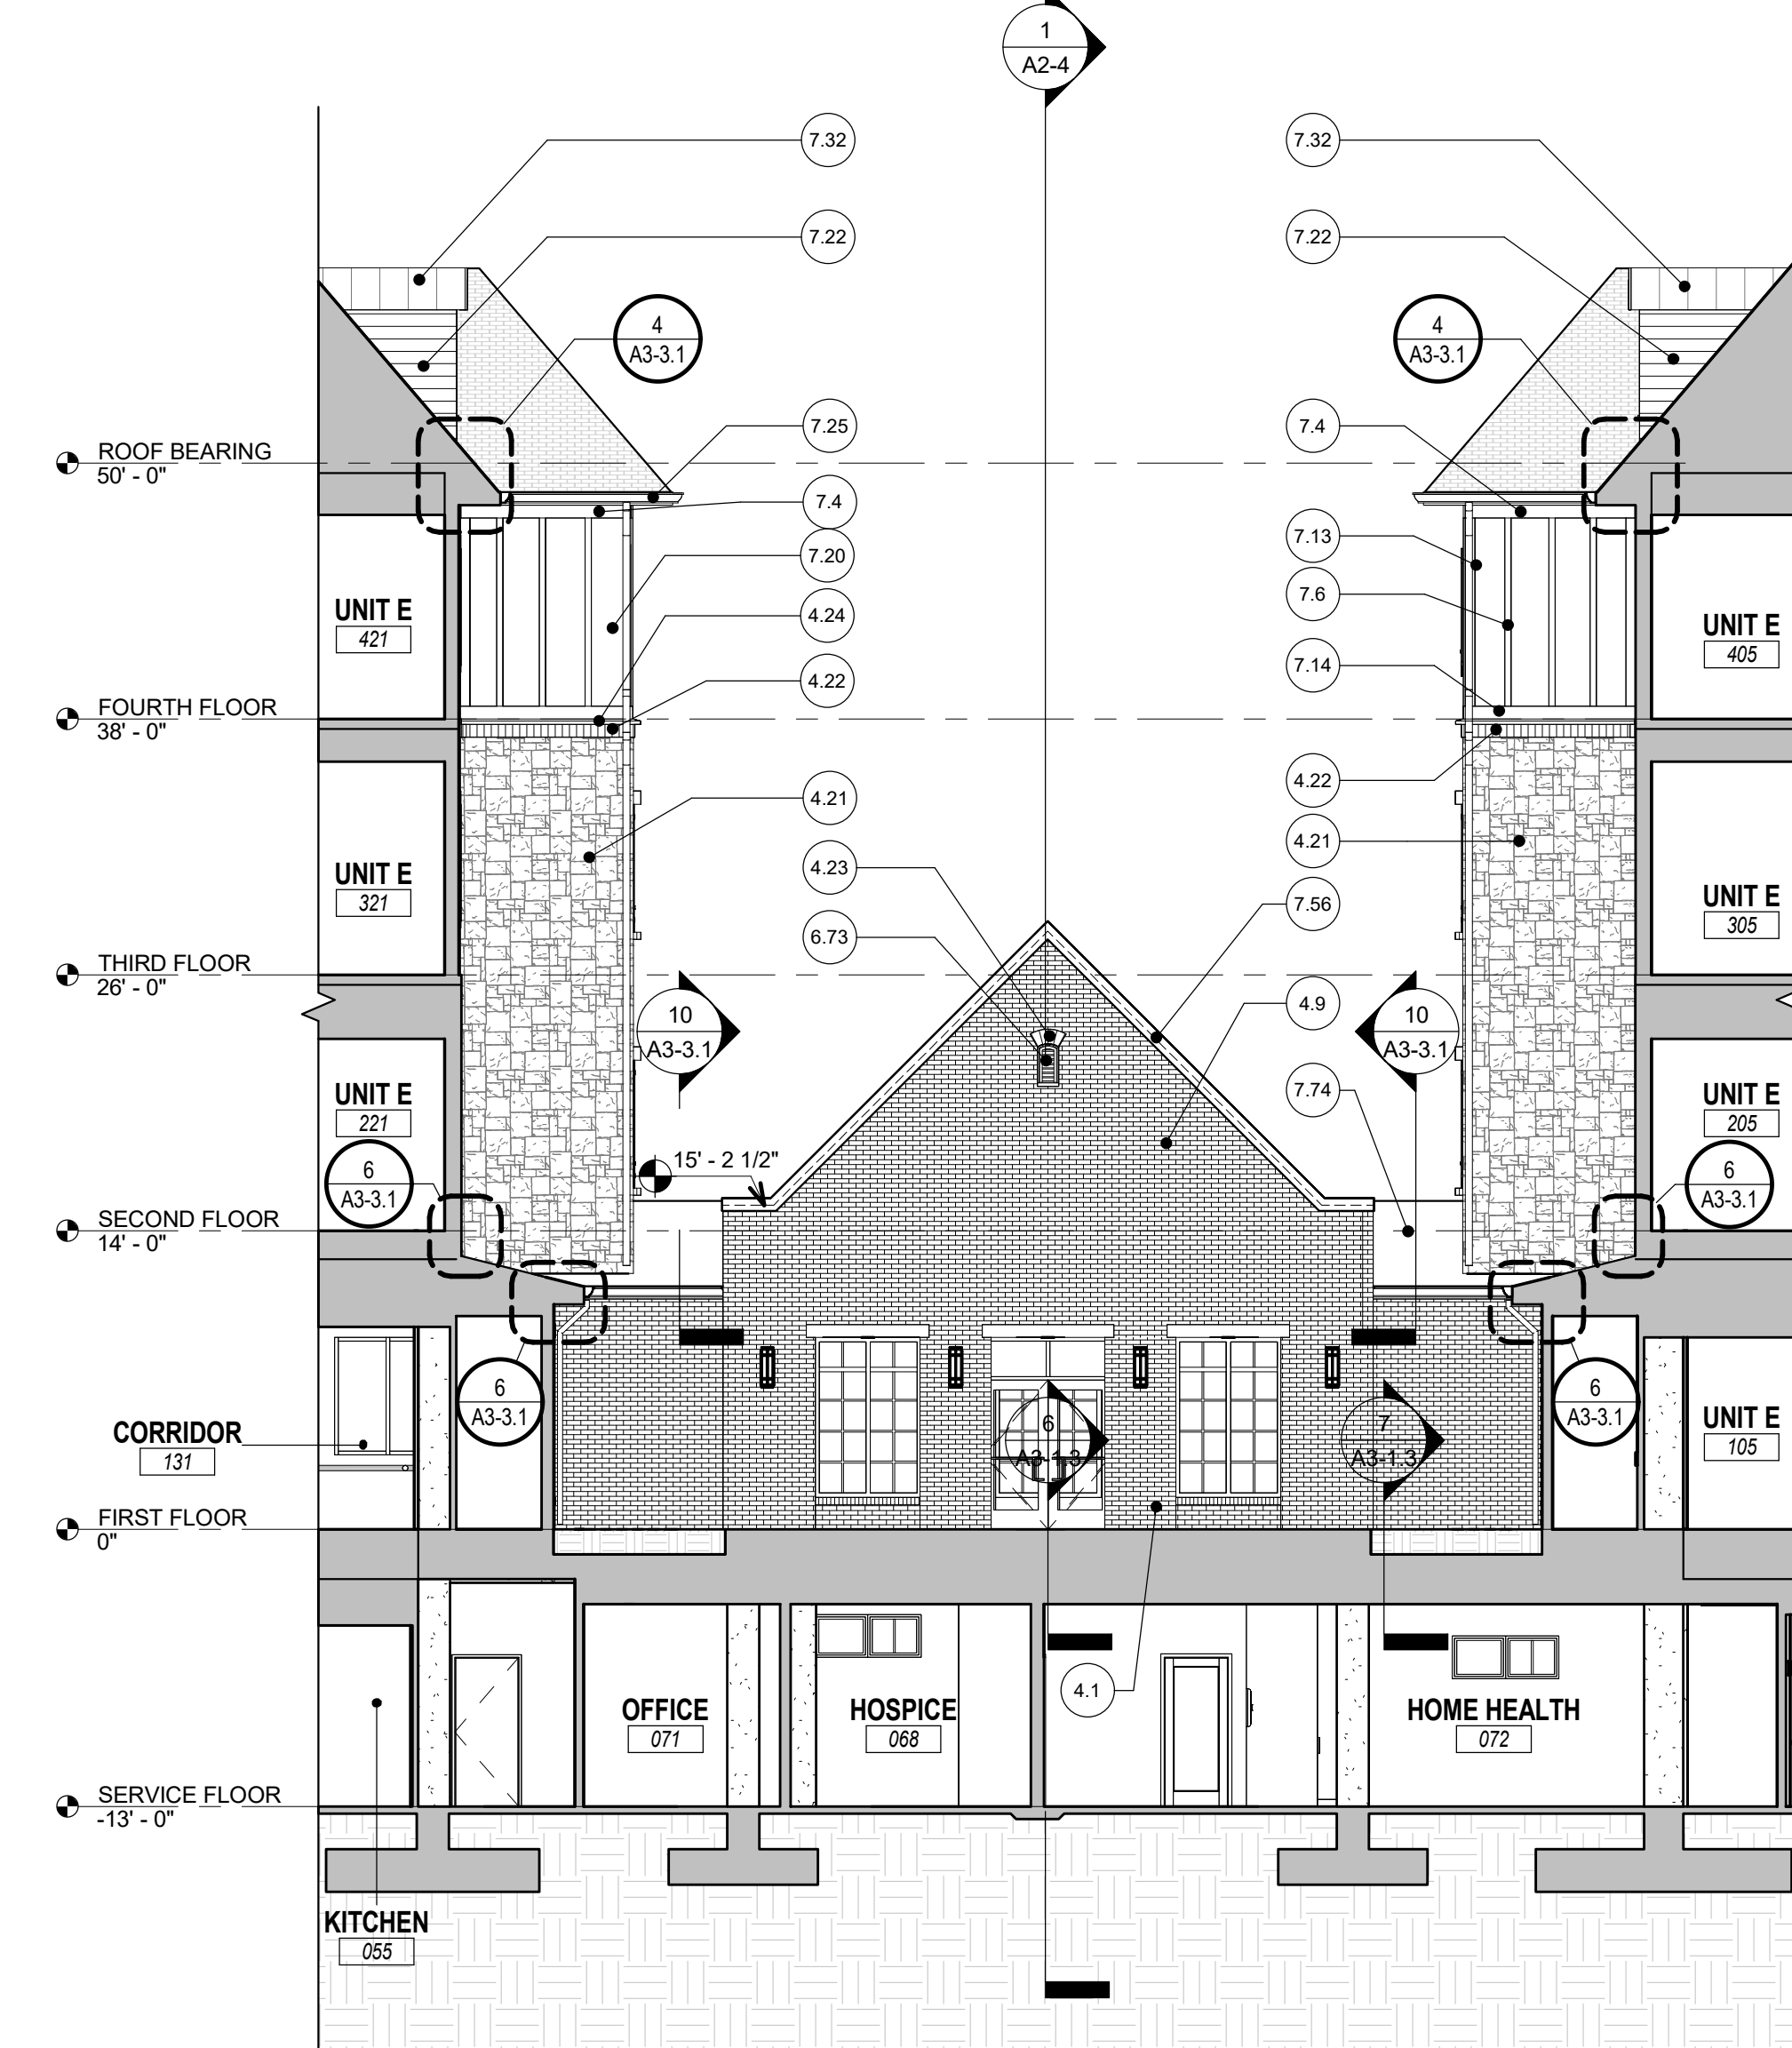 1
A2-4
7.32
7.32
7.22
7.22
4
A3-3.1
4
A3-3.1
7.25
7.4
ROOF BEARING
50' - 0"
7.4
7.13
7.20
7.6
UNIT E
421
4.24
UNIT E
405
7.14
4.22
FOURTH FLOOR
38' - 0"
4.22
4.21
4.21
4.23
UNIT E
321
7.56
UNIT E
305
6.73
THIRD FLOOR
26' - 0"
4.9
10
A3-3.1
10
A3-3.1
7.74
UNIT E
221
UNIT E
205
15' - 2 1/2"
6
A3-3.1
6
A3-3.1
SECOND FLOOR
14' - 0"
6
A3-3.1
6
A3-3.1
CORRIDOR
131
6
A3-1.3
7
A3-1.3
UNIT E
105
FIRST FLOOR
0"
4.1
OFFICE
071
HOSPICE
068
HOME HEALTH
072
SERVICE FLOOR
-13' - 0"
KITCHEN
055